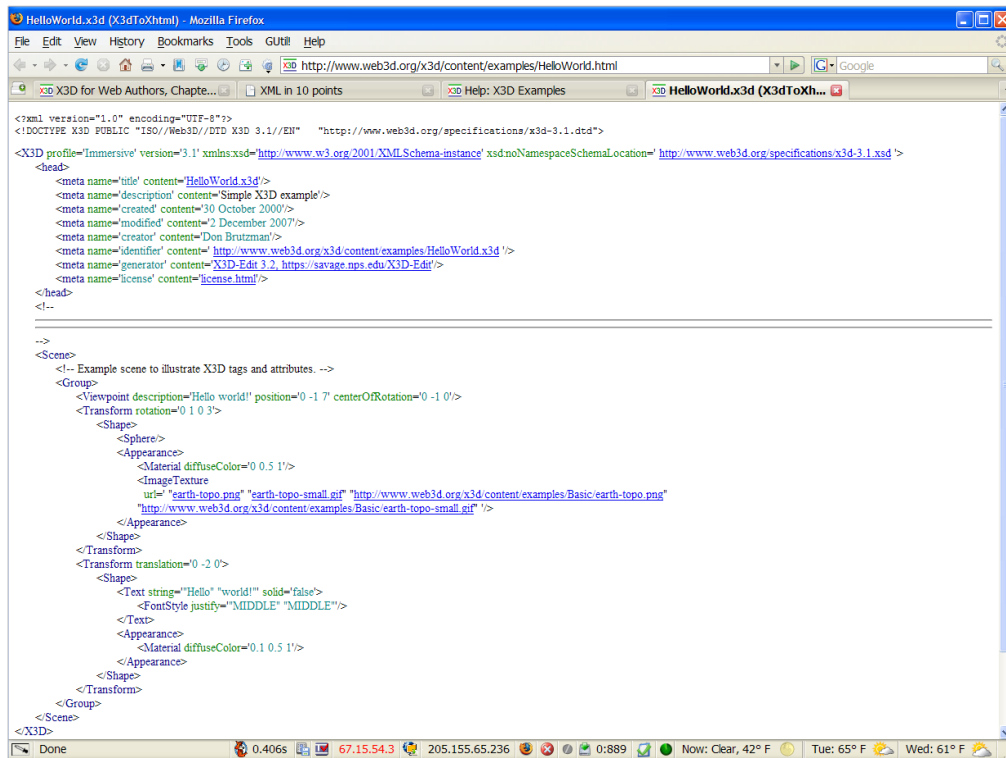 HelloWorld.x3d (X3dToXhtml) - Mozilla Firefox
File Edit View History Bookmarks Tools GUtil! Help
X3D http://www.web3d.org/x3d/content/examples/HelloWorld.html G Google
X3D X3D for Web Authors, Chapte... XML in 10 points X3D Help: X3D Examples X3D HelloWorld.x3d (X3dToXh...
<?xml version="1.0" encoding="UTF-8"?>
<!DOCTYPE X3D PUBLIC "ISO//Web3D//DTD X3D 3.1//EN" "http://www.web3d.org/specifications/x3d-3.1.dtd">
<X3D profile='Immersive' version='3.1' xmlns:xsd='http://www.w3.org/2001/XMLSchema-instance' xsd:noNamespaceSchemaLocation=' http://www.web3d.org/specifications/x3d-3.1.xsd '>
<head>
<meta name='title' content='HelloWorld.x3d'/>
<meta name='description' content='Simple X3D example'/>
<meta name='created' content='30 October 2000'/>
<meta name='modified' content='2 December 2007'/>
<meta name='creator' content='Don Brutzman'/>
<meta name='identifier' content=' http://www.web3d.org/x3d/content/examples/HelloWorld.x3d '/>
<meta name='generator' content='X3D-Edit 3.2, https://savage.nps.edu/X3D-Edit'/>
<meta name='license' content='license.html'/>
</head>
<!--
-->
<Scene>
<!-- Example scene to illustrate X3D tags and attributes. -->
<Group>
<Viewpoint description='Hello world!' position='0 -1 7' centerOfRotation='0 -1 0'/>
<Transform rotation='0 1 0 3'>
<Shape>
<Sphere/>
<Appearance>
<Material diffuseColor='0 0.5 1'/>
<ImageTexture
url=' "earth-topo.png" "earth-topo-small.gif" "http://www.web3d.org/x3d/content/examples/Basic/earth-topo.png"
"http://www.web3d.org/x3d/content/examples/Basic/earth-topo-small.gif" '/>
</Appearance>
</Shape>
</Transform>
<Transform translation='0 -2 0'>
<Shape>
<Text string='"Hello" "world!"' solid='false'>
<FontStyle justify='"MIDDLE" "MIDDLE"'/>
</Text>
<Appearance>
<Material diffuseColor='0.1 0.5 1'/>
</Appearance>
</Shape>
</Transform>
</Group>
</Scene>
</X3D>
Done 0.406s 67.15.54.3 205.155.65.236 0:889 Now: Clear, 42° F Tue: 65° F Wed: 61° F